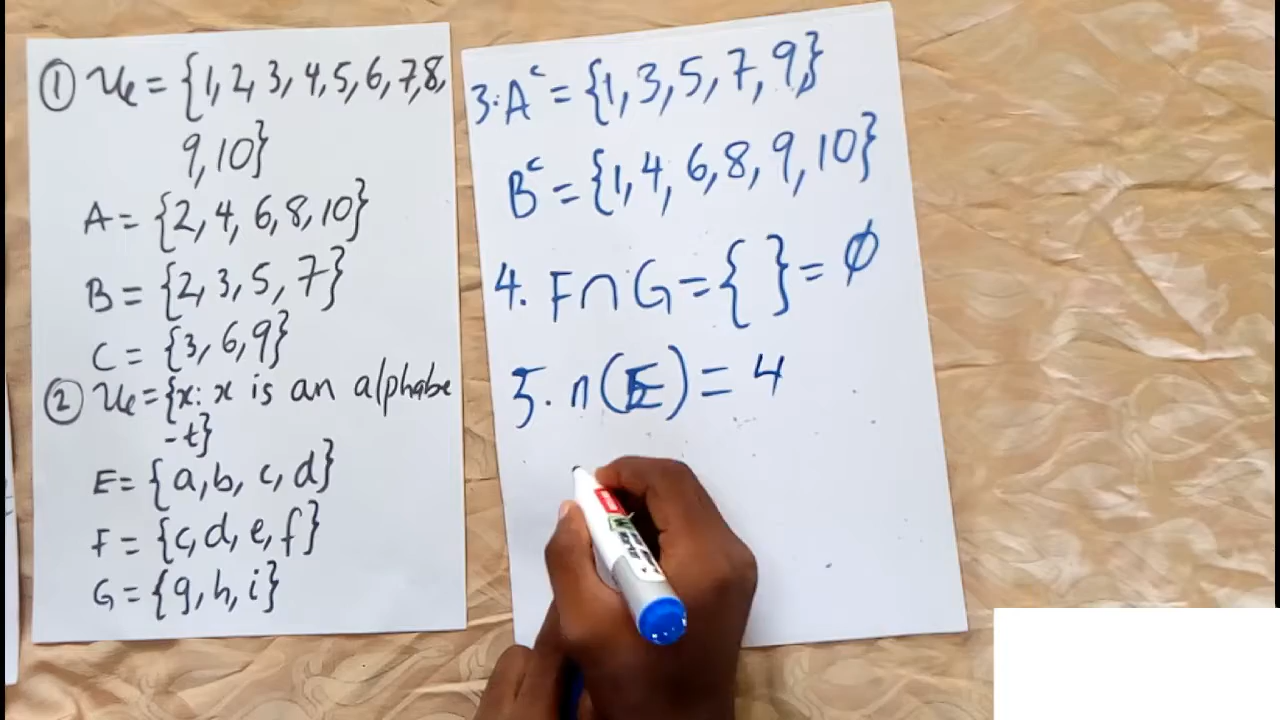 ① 𝒰 = {1, 2, 3, 4, 5, 6, 7, 8,
9, 10}
A = {2, 4, 6, 8, 10}
B = {2, 3, 5, 7}
C = {3, 6, 9}
② 𝒰 = {x: x is an alphabe
-t}
E = {a, b, c, d}
F = {c, d, e, f}
G = {g, h, i}
3. Aᶜ = {1, 3, 5, 7, 9,}
Bᶜ = {1, 4, 6, 8, 9, 10}
4. F∩G = { } = ∅
5. n(E) = 4